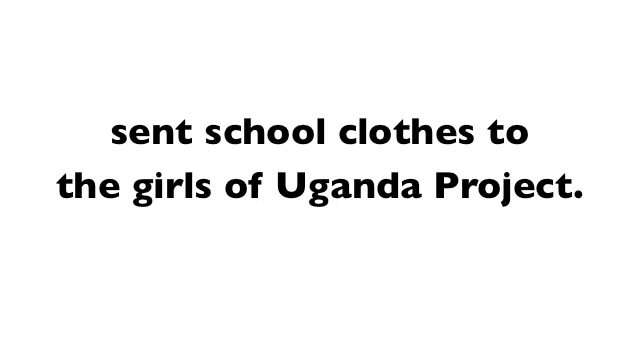 sent school clothes to
the girls of Uganda Project.